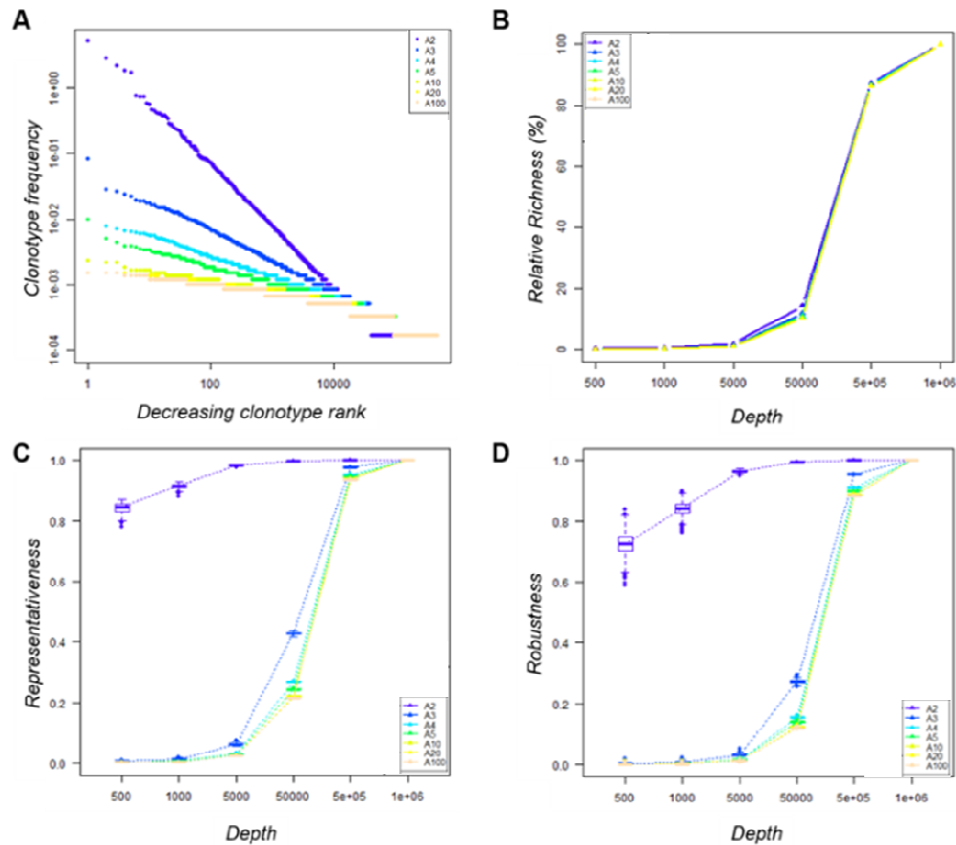 A
Clonotype frequency
1e+00
1e-01
1e-02
1e-03
1e-04
1
100
10000
Decreasing clonotype rank
A2
A3
A4
A5
A10
A20
A100
B
Relative Richness (%)
100
80
60
40
20
0
500
1000
5000
50000
5e+05
1e+06
Depth
A2
A3
A4
A5
A10
A20
A100
C
Representativeness
1.0
0.8
0.6
0.4
0.2
0.0
500
1000
5000
50000
5e+05
1e+06
Depth
A2
A3
A4
A5
A10
A20
A100
D
Robustness
1.0
0.8
0.6
0.4
0.2
0.0
500
1000
5000
50000
5e+05
1e+06
Depth
A2
A3
A4
A5
A10
A20
A100